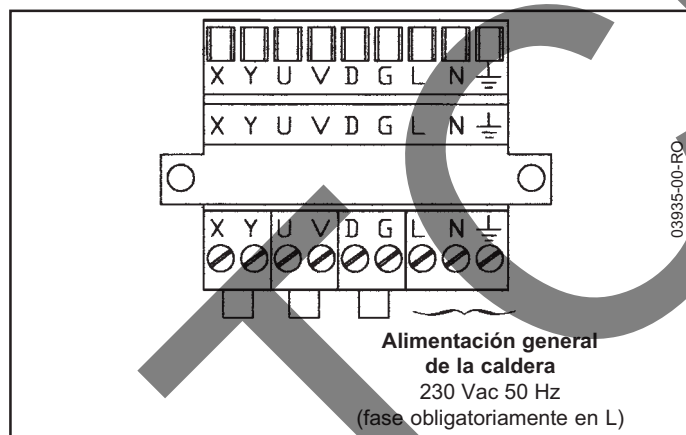 X Y U V D G L N
X Y U V D G L N
X Y U V D G L N
03935-00-RO
Alimentación general
de la caldera
230 Vac 50 Hz
(fase obligatoriamente en L)